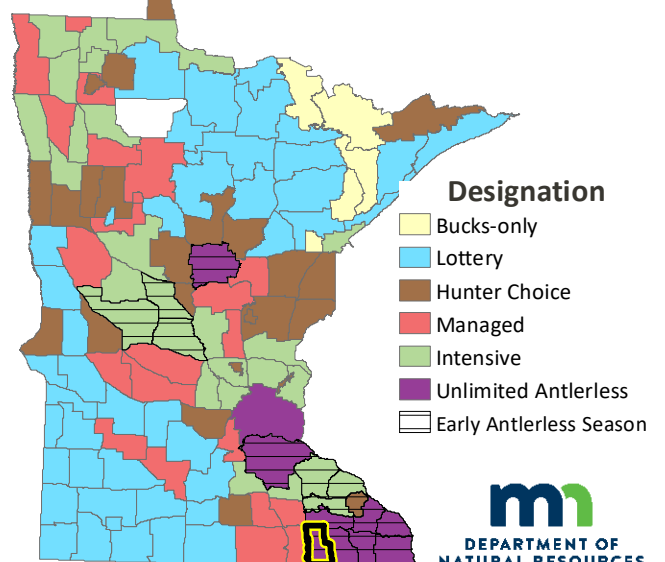 Designation
Bucks-only
Lottery
Hunter Choice
Managed
Intensive
Unlimited Antlerless
Early Antlerless Season
mn
DEPARTMENT OF
NATURAL RESOURCES